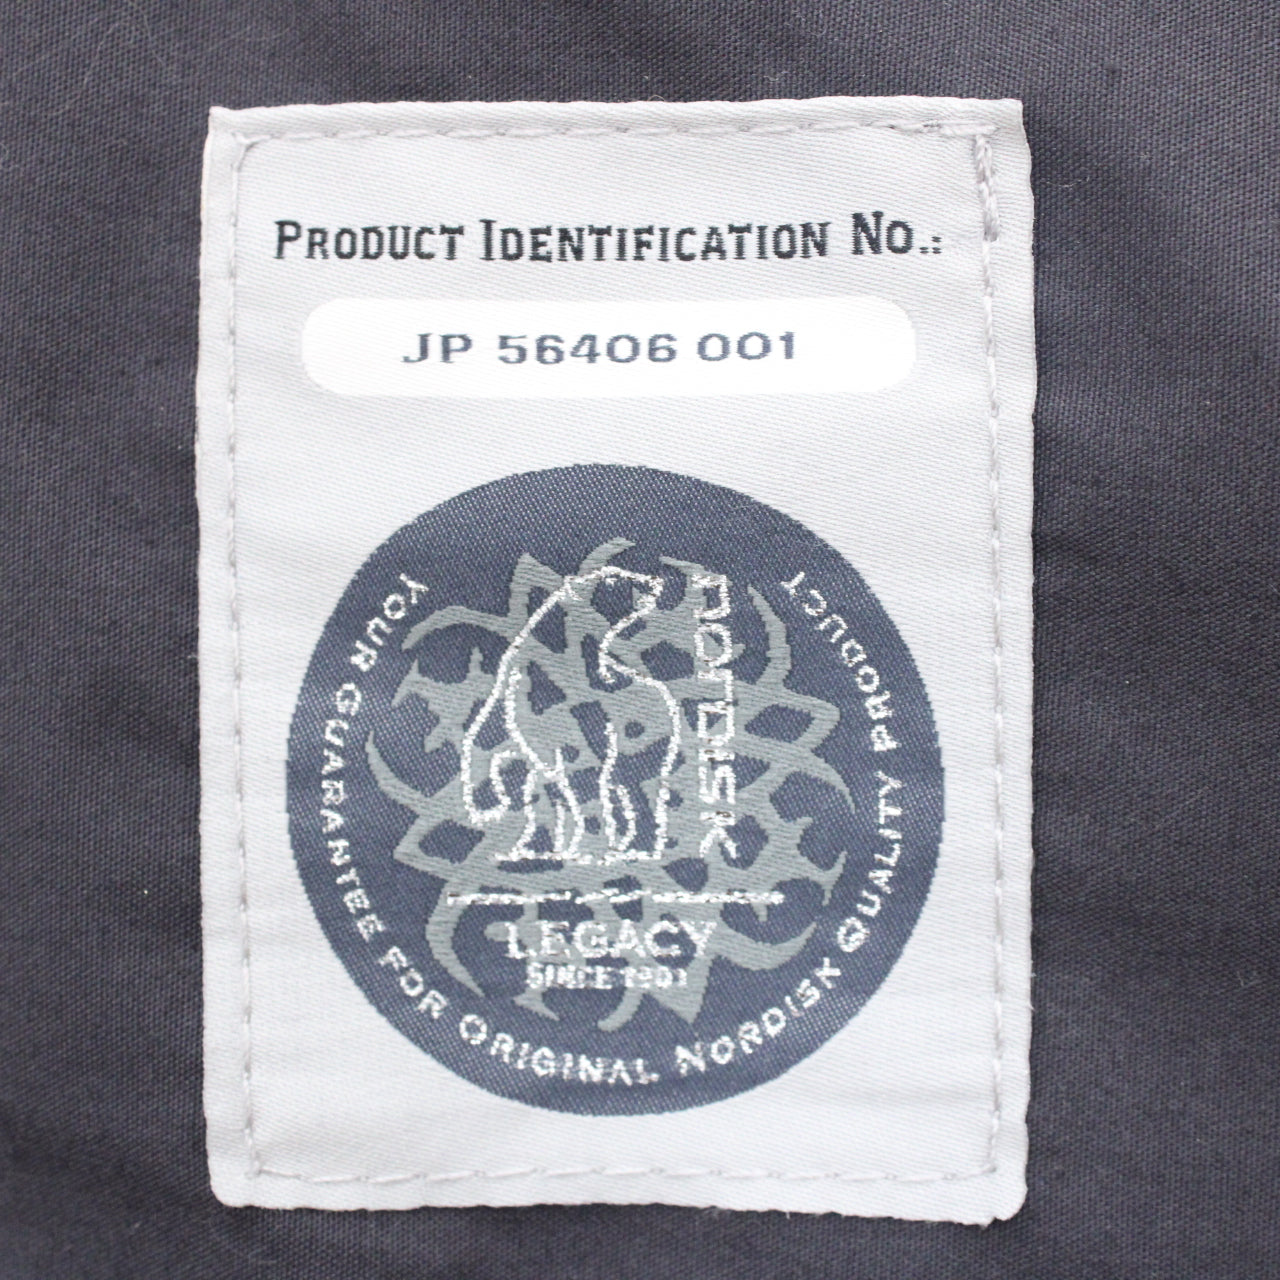 PRODUCT IDENTIFICATION NO.:
JP 56406 001
NORDISK
LEGACY
SINCE 1901
YOUR GUARANTEE FOR ORIGINAL NORDISK QUALITY PRODUCT